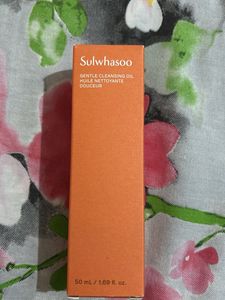 Sulwhasoo
GENTLE CLEANSING OIL
HUILE NETTOYANTE
DOUCEUR
50 mL / 1.69 fl. oz.